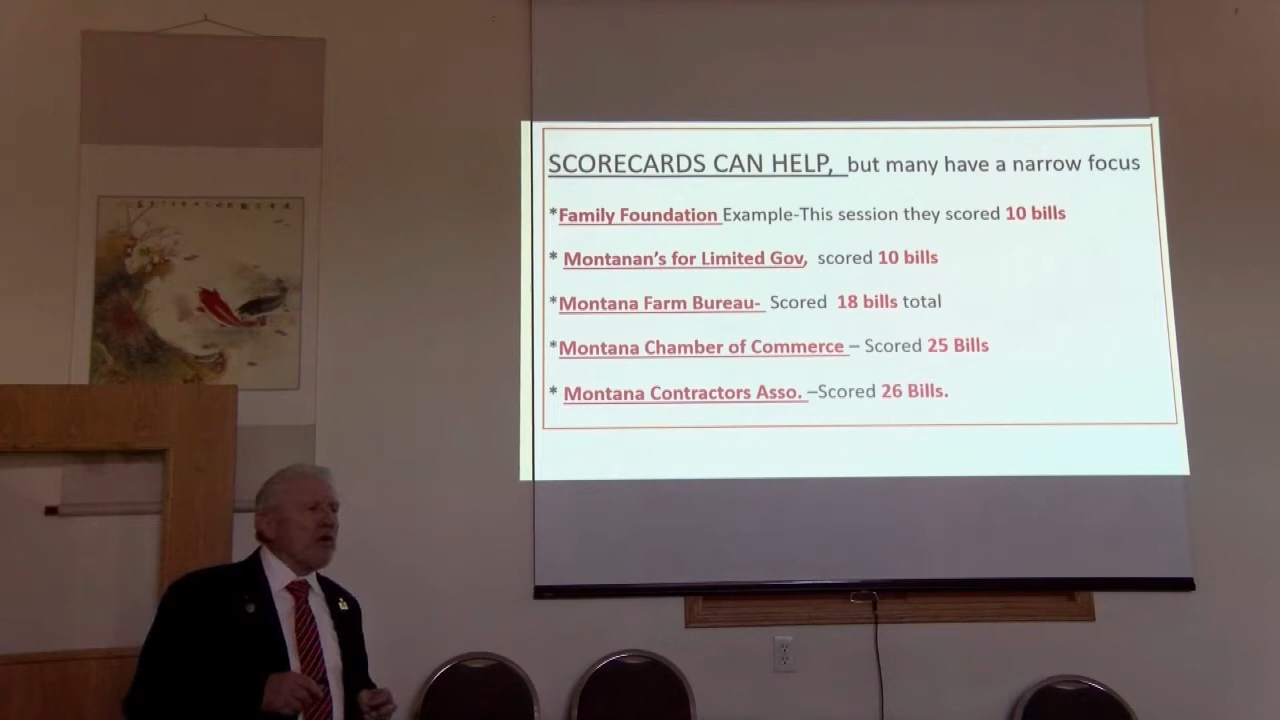 SCORECARDS CAN HELP, but many have a narrow focus
*Family Foundation Example-This session they scored 10 bills
* Montanan's for Limited Gov, scored 10 bills
*Montana Farm Bureau- Scored 18 bills total
*Montana Chamber of Commerce – Scored 25 Bills
* Montana Contractors Asso. –Scored 26 Bills.